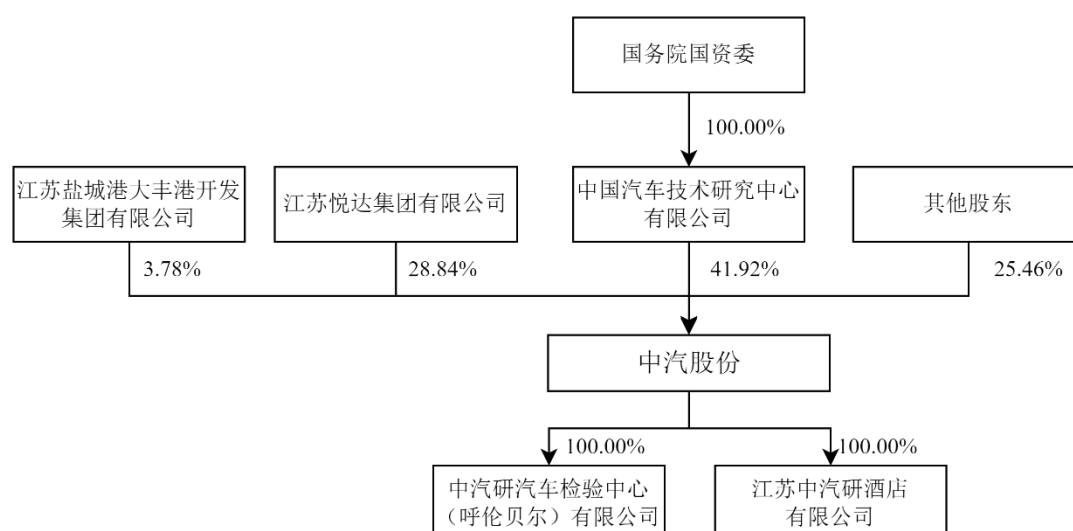 国务院国资委
100.00%
江苏盐城港大丰港开发
集团有限公司
江苏悦达集团有限公司
中国汽车技术研究中心
有限公司
其他股东
3.78%
28.84%
41.92%
25.46%
中汽股份
100.00%
100.00%
中汽研汽车检验中心
（呼伦贝尔）有限公司
江苏中汽研酒店
有限公司